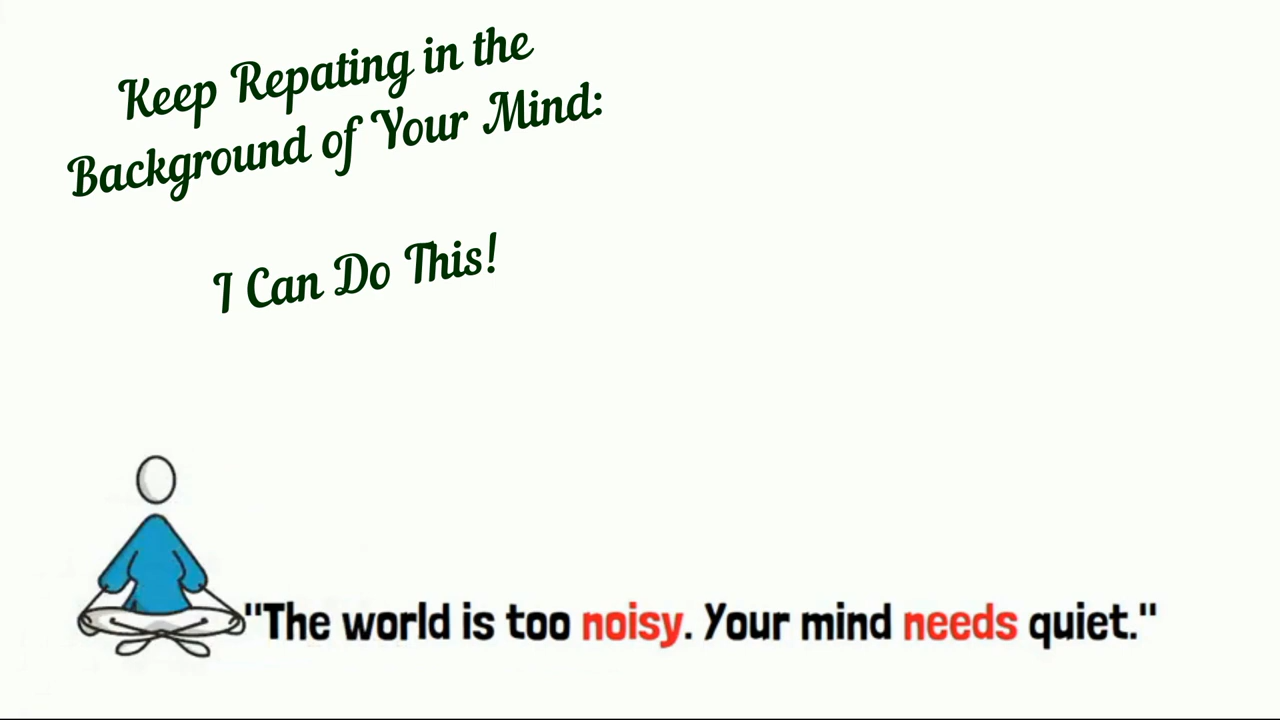 Keep Repating in the
Background of Your Mind:
I Can Do This!
"The world is too noisy. Your mind needs quiet."